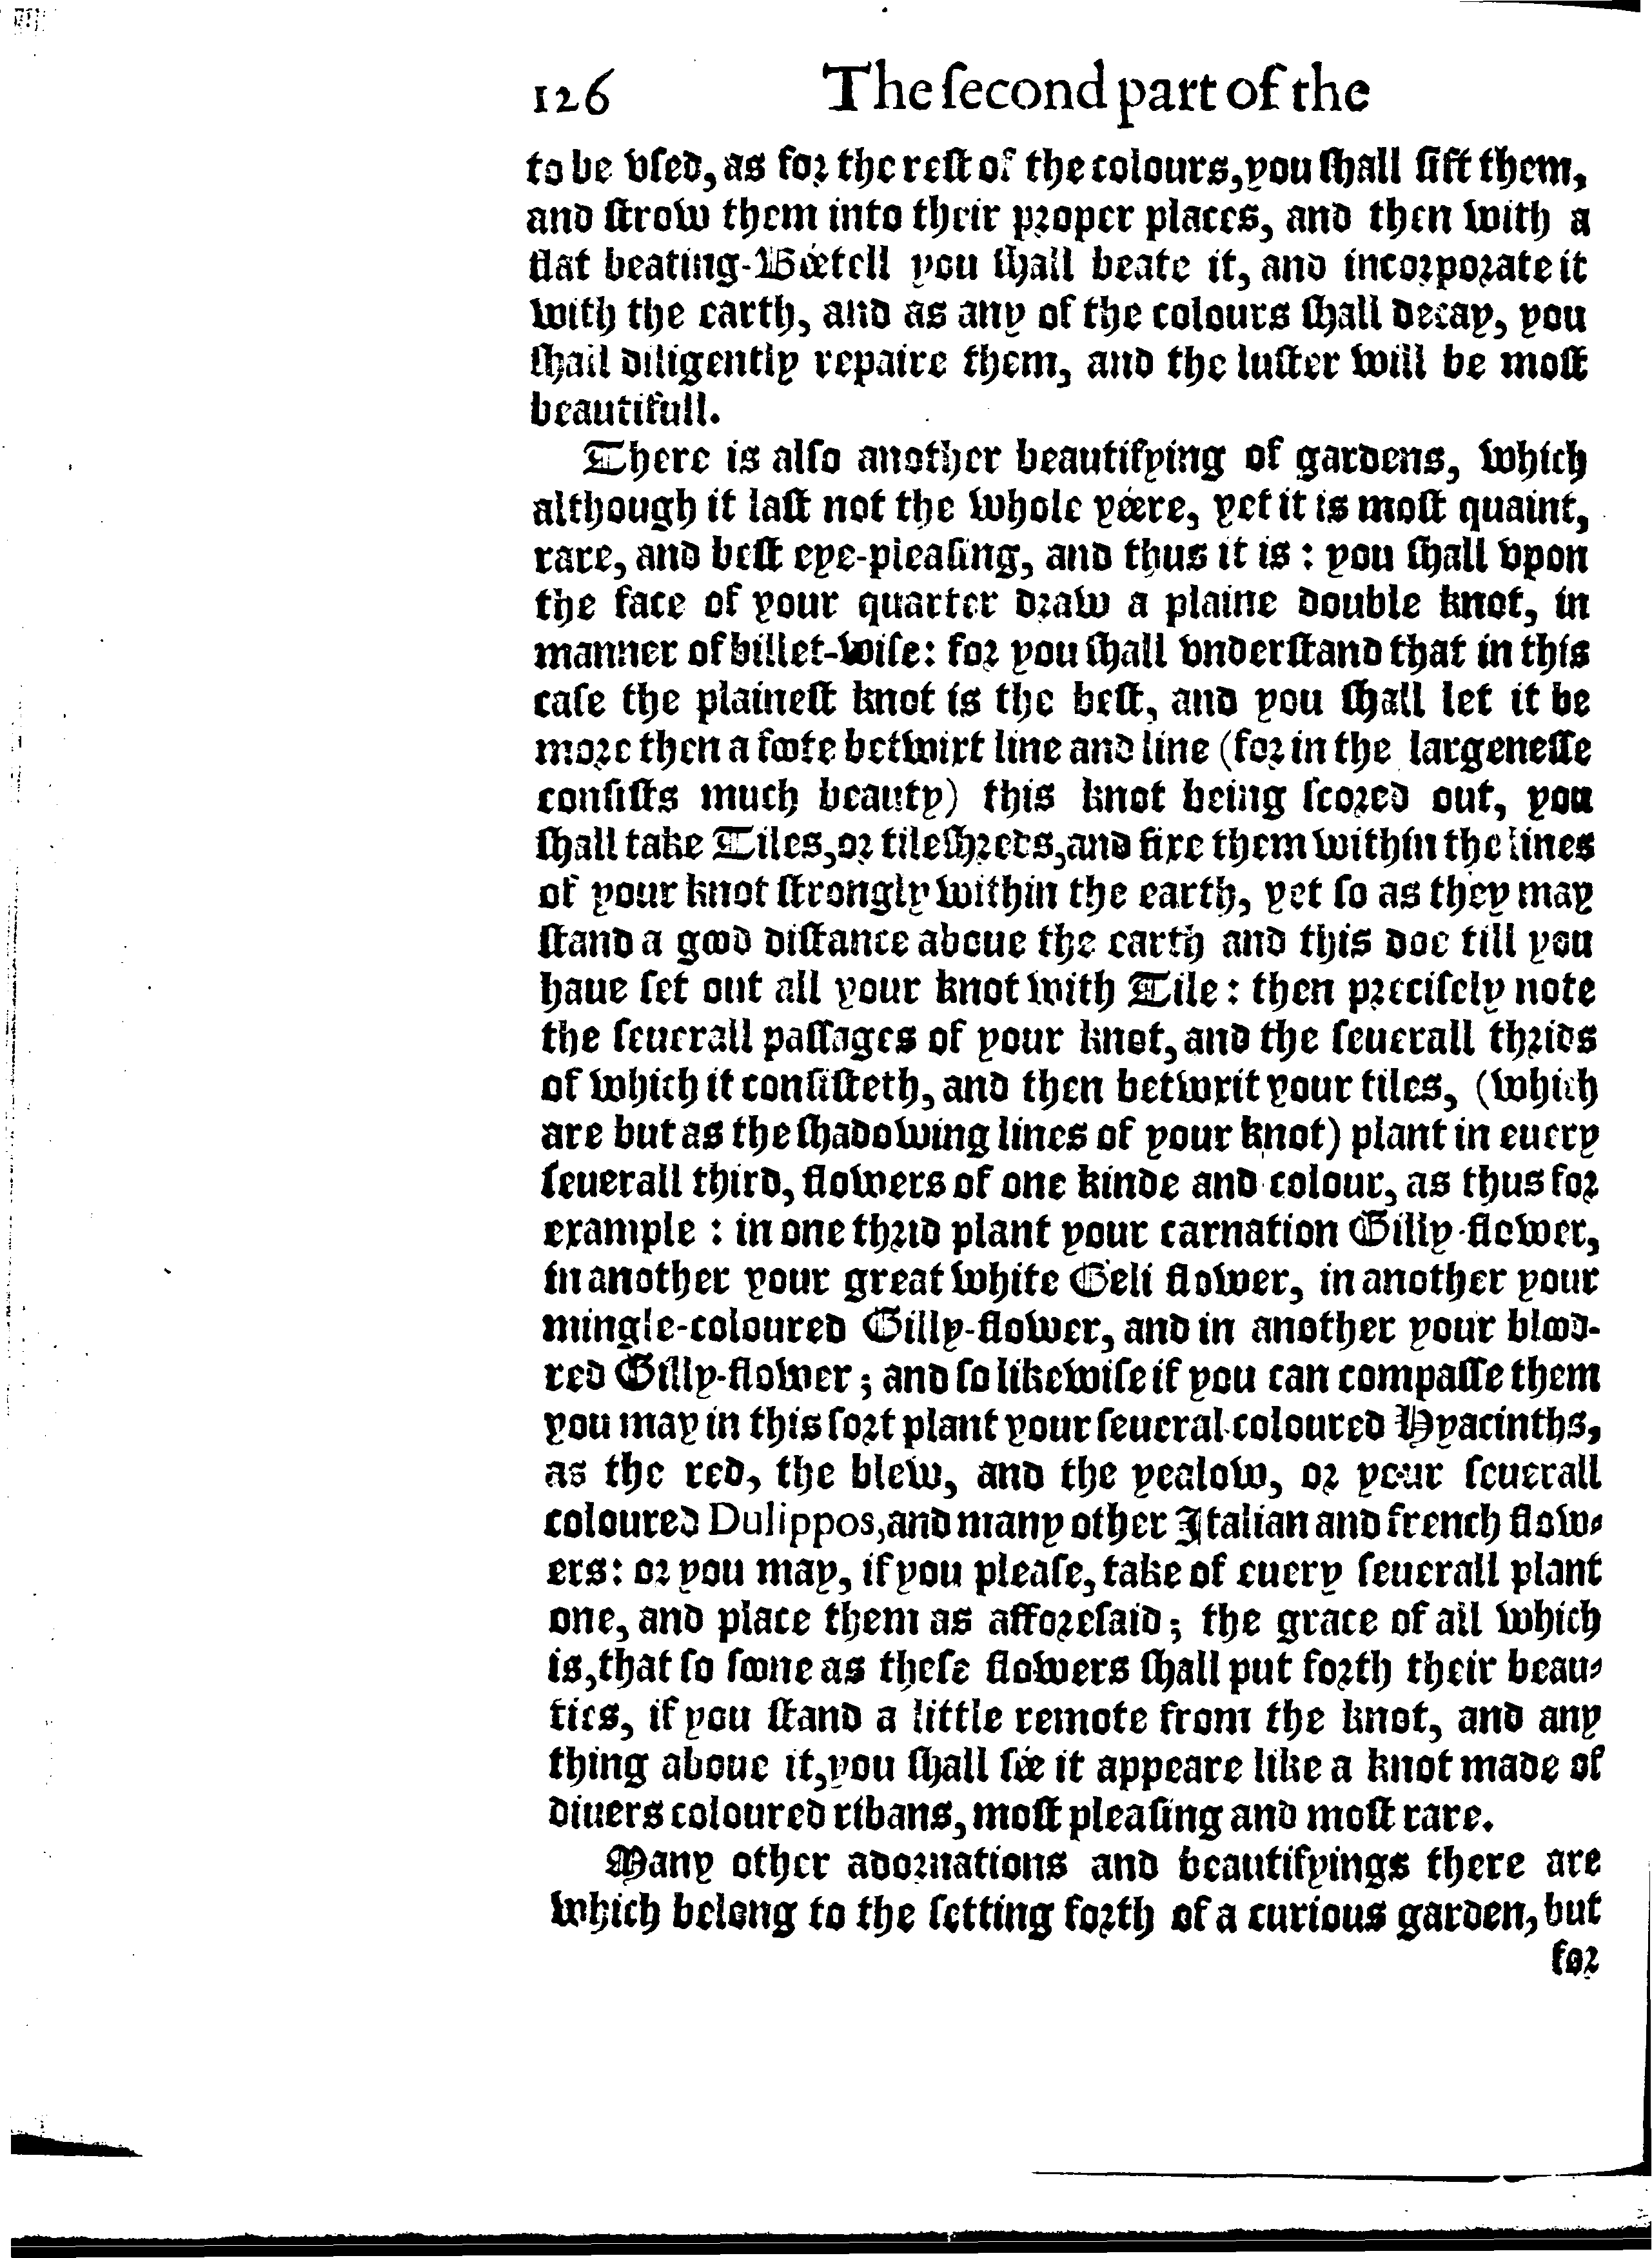 126 The ſecond part of the
to be vſed, as for the reſt of the colours, you ſhall ſift them,
and ſtrow them into their proper places, and then with a
flat beating-Beetell you ſhall beate it, and incorporate it
with the earth, and as any of the colours ſhall decay, you
ſhall diligently repaire them, and the luſter will be moſt
beautifull.
There is alſo another beautifying of gardens, which
although it laſt not the whole yeere, yet it is moſt quaint,
rare, and beſt eye-pleaſing, and thus it is: you ſhall vpon
the face of your quarter draw a plaine double knot, in
manner of billet-wiſe: for you ſhall vnderſtand that in this
caſe the plaineſt knot is the beſt, and you ſhall let it be
more then a foote betwixt line and line (for in the largeneſſe
conſiſts much beauty) this knot being ſcored out, you
ſhall take Tiles, or tileſhreds, and fixe them within the lines
of your knot ſtrongly within the earth, yet ſo as they may
ſtand a good diſtance aboue the earth and this doe till you
haue ſet out all your knot with Tile: then preciſely note
the ſeuerall paſſages of your knot, and the ſeuerall thrids
of which it conſiſteth, and then betwxit your tiles, (which
are but as the ſhadowing lines of your knot) plant in euery
ſeuerall third, flowers of one kinde and colour, as thus for
example: in one thrid plant your carnation Gilly-flower,
in another your great white Geli flower, in another your
mingle-coloured Gilly-flower, and in another your blood-
red Gilly-flower; and ſo likewiſe if you can compaſſe them
you may in this ſort plant your ſeueral coloured Hyacinths,
as the red, the blew, and the yealow, or your ſeuerall
coloured Dulippos, and many other Italian and french flow-
ers: or you may, if you pleaſe, take of euery ſeuerall plant
one, and place them as afforeſaid; the grace of all which
is, that ſo ſoone as theſe flowers ſhall put forth their beau-
ties, if you ſtand a little remote from the knot, and any
thing aboue it, you ſhall ſee it appeare like a knot made of
diuers coloured ribans, moſt pleaſing and moſt rare.
Many other adornations and beautifyings there are
which belong to the ſetting forth of a curious garden, but
for